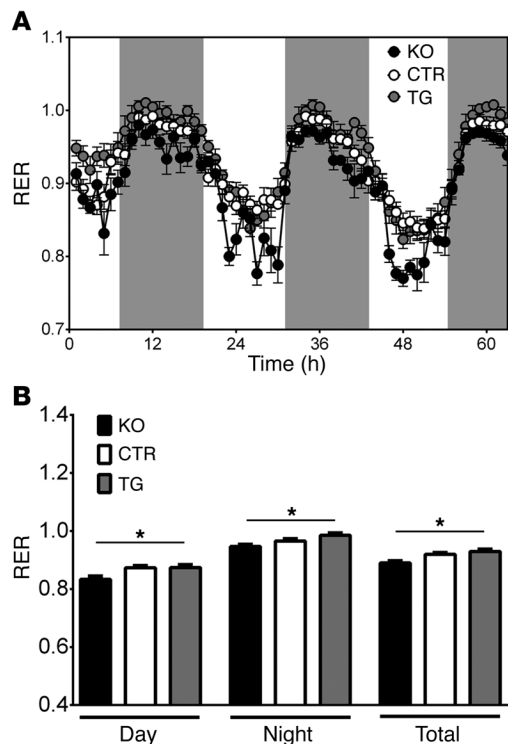 A
1.1
1.0
0.9
0.8
0.7
RER
KO
CTR
TG
0
12
24
36
48
60
Time (h)
B
1.4
1.2
1.0
0.8
0.6
0.4
RER
KO
CTR
TG
*
*
*
Day
Night
Total